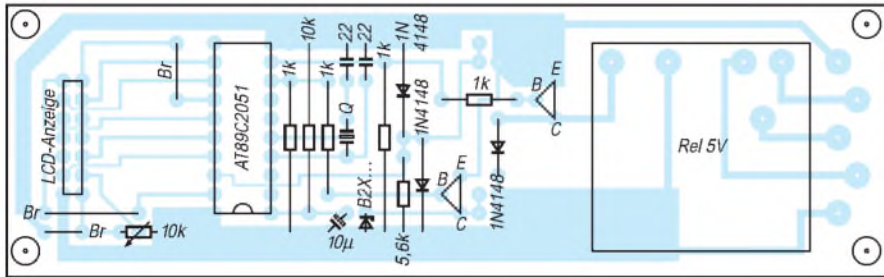 LCD-Anzeige
Br
AT89C2051
1k
10k
1k
22
22
Q
1k
1N
4148
1N4148
1k
B
E
C
Rel 5V
B2X...
B
E
C
1N4148
Br
Br
10k
10µ
5,6k